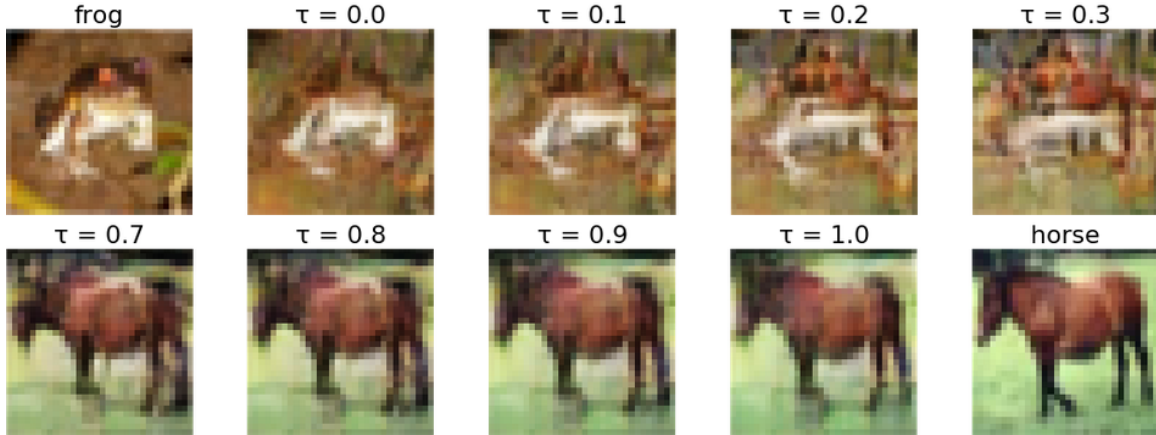 frog τ = 0.0 τ = 0.1 τ = 0.2 τ = 0.3
τ = 0.7 τ = 0.8 τ = 0.9 τ = 1.0 horse